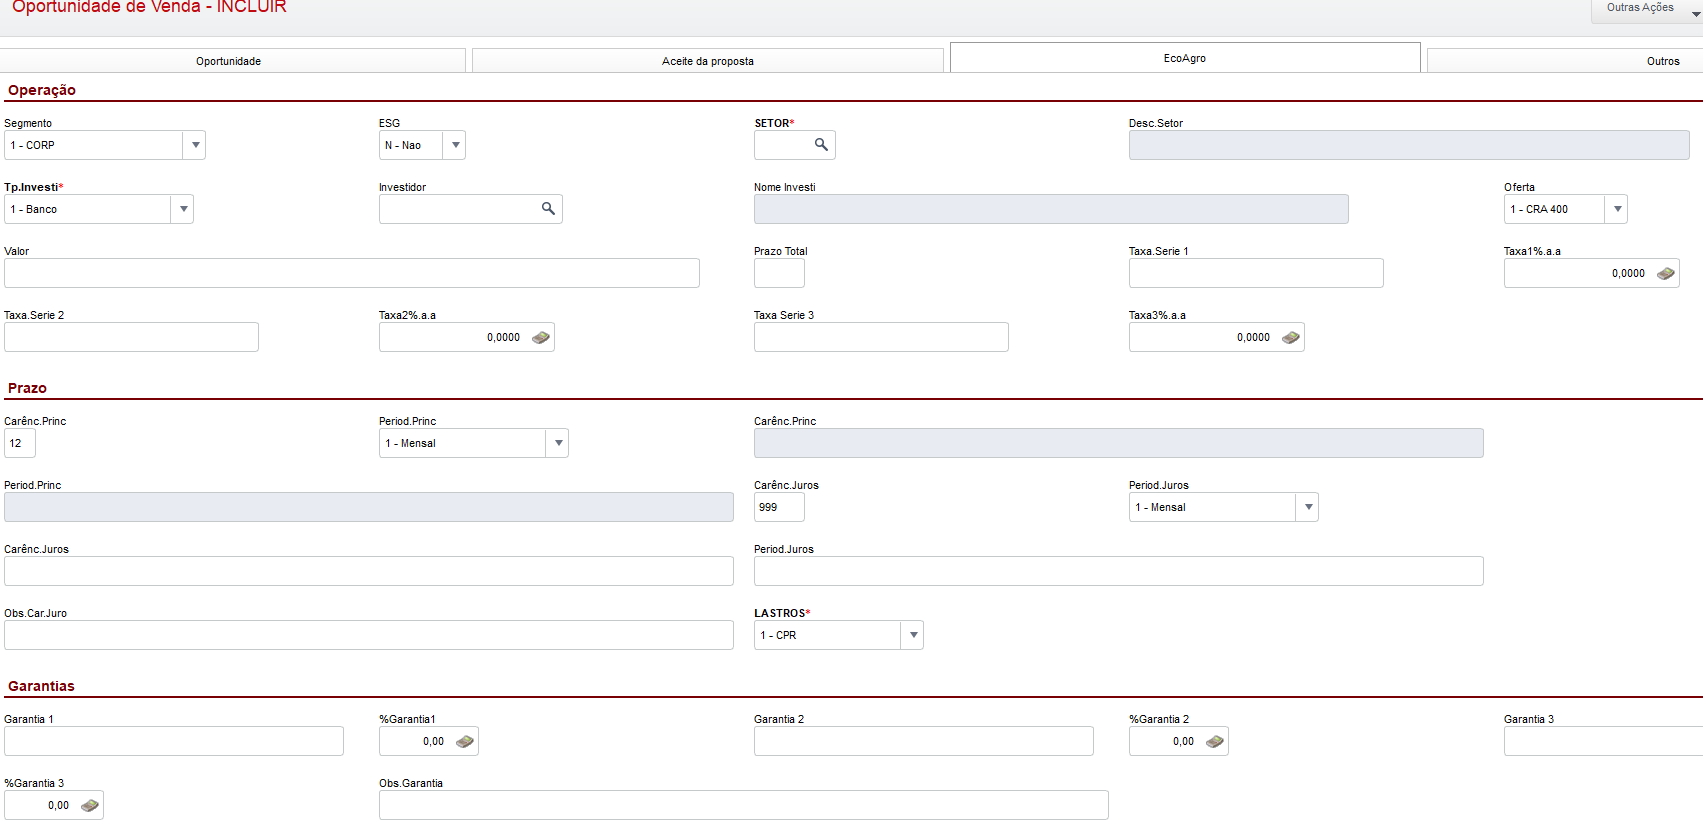 Oportunidade de Venda - INCLUIR
Outras Ações
Oportunidade
Aceite da proposta
EcoAgro
Outros
Operação
Segmento ESG SETOR* Desc.Setor
1 - CORP N - Nao
Tp.Investi* Investidor Nome Investi Oferta
1 - Banco 1 - CRA 400
Valor Prazo Total Taxa.Serie 1 Taxa1%.a.a
0,0000
Taxa.Serie 2 Taxa2%.a.a Taxa Serie 3 Taxa3%.a.a
0,0000 0,0000
Prazo
Carênc.Princ Period.Princ Carênc.Princ
12 1 - Mensal
Period.Princ Carênc.Juros Period.Juros
999 1 - Mensal
Carênc.Juros Period.Juros
Obs.Car.Juro LASTROS*
1 - CPR
Garantias
Garantia 1 %Garantia1 Garantia 2 %Garantia 2 Garantia 3
0,00 0,00
%Garantia 3 Obs.Garantia
0,00